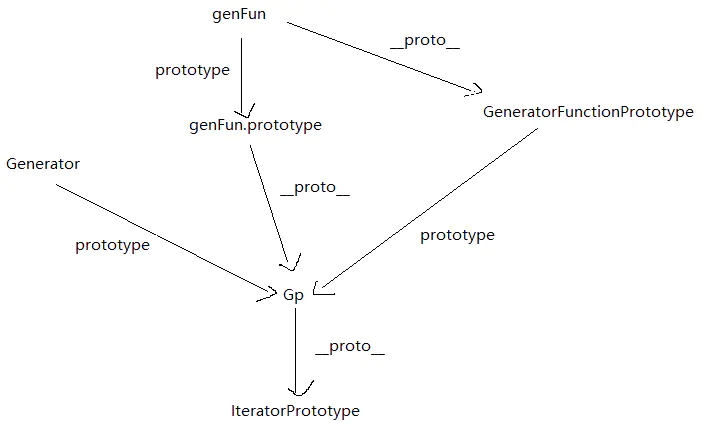 genFun
__proto__
prototype
GeneratorFunctionPrototype
genFun.prototype
Generator
__proto__
prototype
prototype
Gp
__proto__
IteratorPrototype